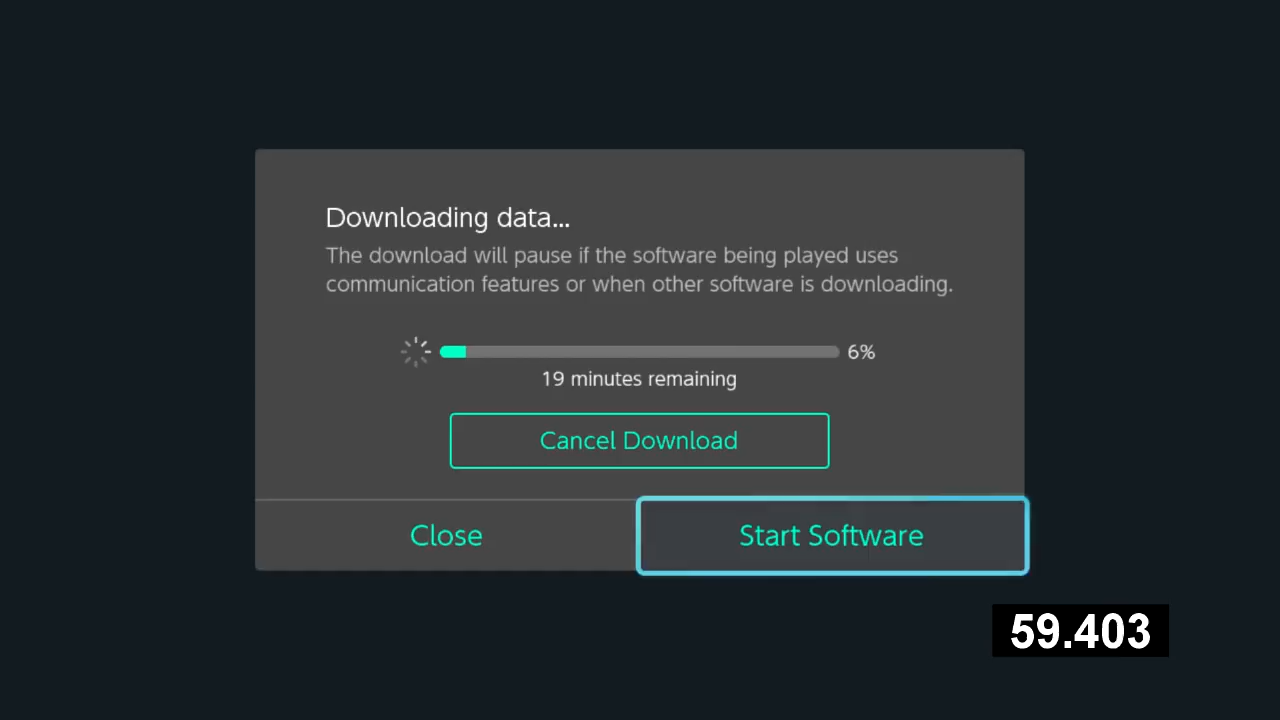 Downloading data...
The download will pause if the software being played uses
communication features or when other software is downloading.
6%
19 minutes remaining
Cancel Download
Close
Start Software
59.403